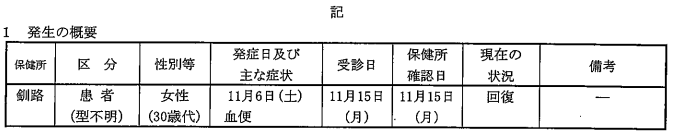 記
1 発生の概要
保健所 区分 性別等 発症日及び主な症状 受診日 保健所確認日 現在の状況 備考
釧路 患者(型不明) 女性(30歳代) 11月6日(土)血便 11月15日(月) 11月15日(月) 回復 ―